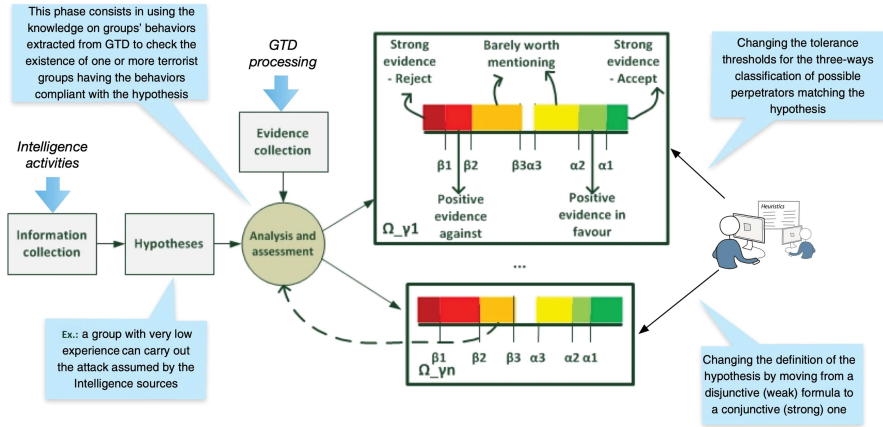 This phase consists in using the
knowledge on groups' behaviors
extracted from GTD to check the
existence of one or more terrorist
groups having the behaviors
compliant with the hypothesis
GTD
processing
Evidence
collection
Intelligence
activities
Information
collection
Hypotheses
Analysis and
assessment
Ex.: a group with very low
experience can carry out
the attack assumed by the
Intelligence sources
Strong
evidence
- Reject
Barely worth
mentioning
Strong
evidence
- Accept
β1 β2 β3α3 α2 α1
Positive
evidence
against
Positive
evidence in
favour
Ω_γ1
...
β1 β2 β3 α3 α2 α1
Ω_γn
Changing the tolerance
thresholds for the three-ways
classification of possible
perpetrators matching the
hypothesis
Heuristics
Changing the definition of the
hypothesis by moving from a
disjunctive (weak) formula to
a conjunctive (strong) one